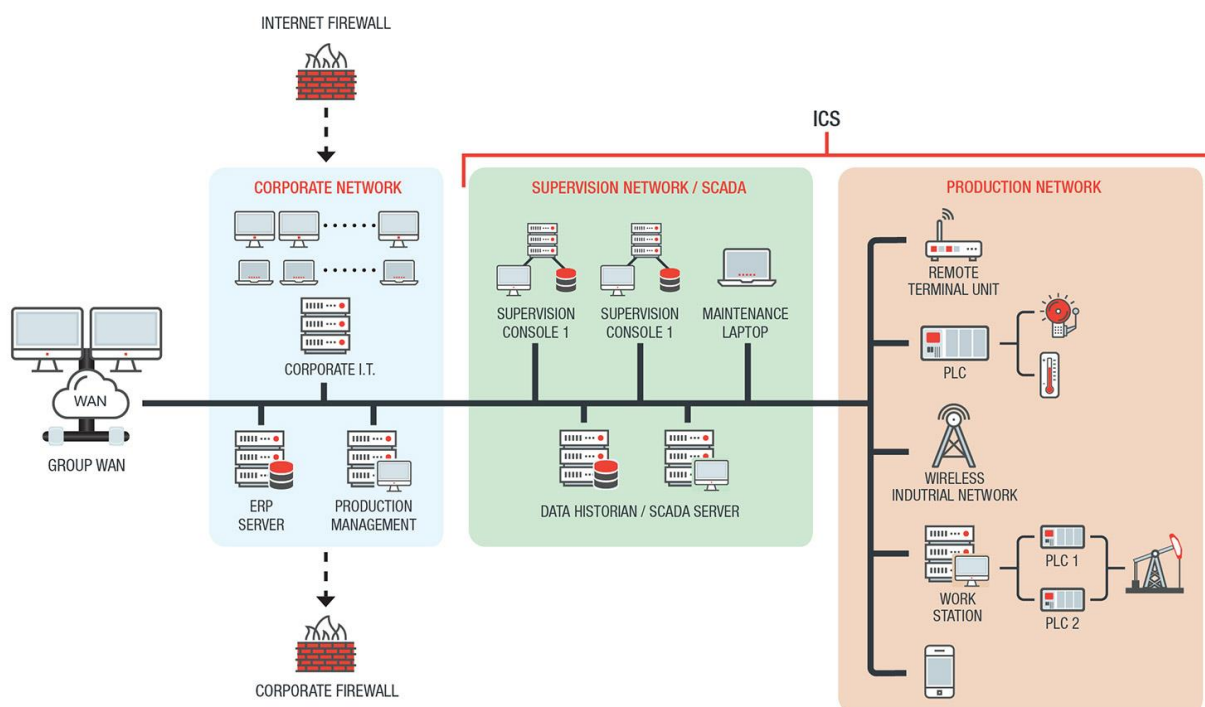 INTERNET FIREWALL
ICS
CORPORATE NETWORK
SUPERVISION NETWORK / SCADA
PRODUCTION NETWORK
REMOTE
TERMINAL UNIT
SUPERVISION
CONSOLE 1
SUPERVISION
CONSOLE 1
MAINTENANCE
LAPTOP
CORPORATE I.T.
PLC
WAN
GROUP WAN
ERP
SERVER
PRODUCTION
MANAGEMENT
DATA HISTORIAN / SCADA SERVER
WIRELESS
INDUTRIAL NETWORK
WORK
STATION
PLC 1
PLC 2
CORPORATE FIREWALL